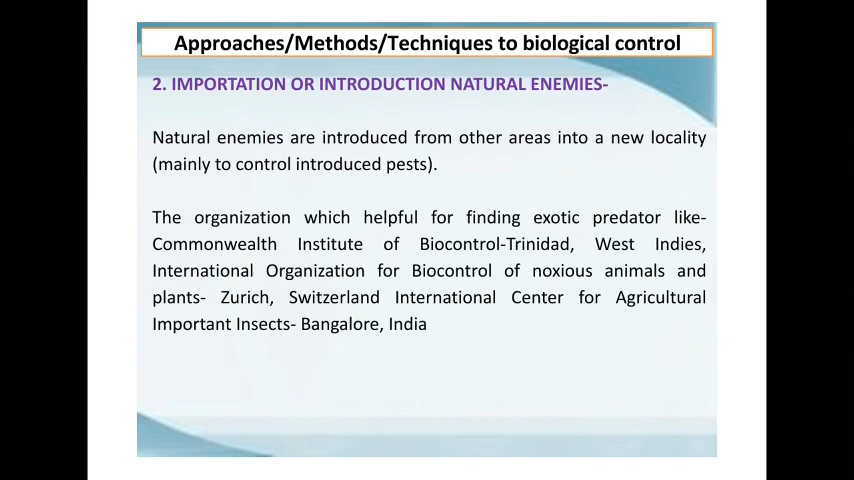 Approaches/Methods/Techniques to biological control
2. IMPORTATION OR INTRODUCTION NATURAL ENEMIES-
Natural enemies are introduced from other areas into a new locality
(mainly to control introduced pests).
The organization which helpful for finding exotic predator like-
Commonwealth Institute of Biocontrol-Trinidad, West Indies,
International Organization for Biocontrol of noxious animals and
plants- Zurich, Switzerland International Center for Agricultural
Important Insects- Bangalore, India